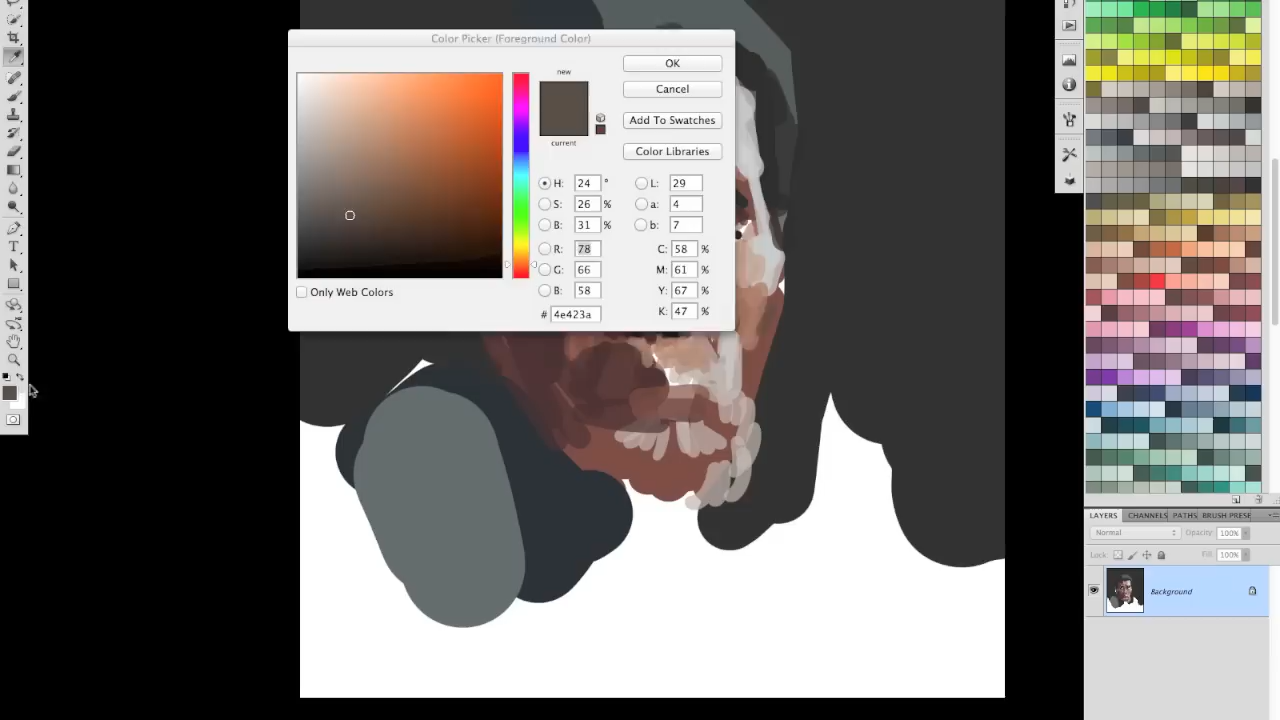 Color Picker (Foreground Color)
new
current
OK
Cancel
Add To Swatches
Color Libraries
H: 24 °
S: 26 %
B: 31 %
R: 78
G: 66
B: 58
# 4e423a
L: 29
a: 4
b: 7
C: 58 %
M: 61 %
Y: 67 %
K: 47 %
Only Web Colors
LAYERS CHANNELS PATHS BRUSH PRESE
Normal Opacity: 100%
Lock: Fill: 100%
Background